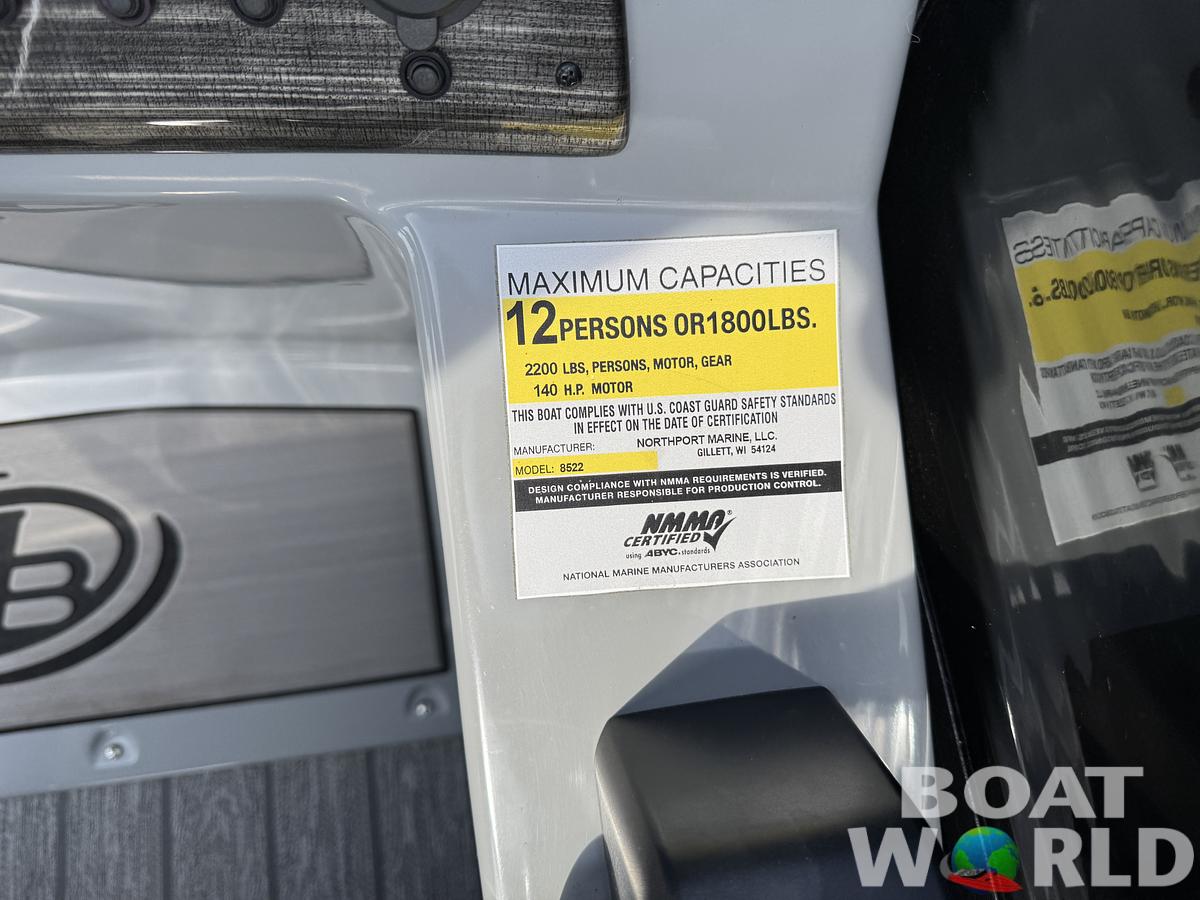 MAXIMUM CAPACITIES
12 PERSONS OR 1800 LBS.
2200 LBS, PERSONS, MOTOR, GEAR
140 H.P. MOTOR
THIS BOAT COMPLIES WITH U.S. COAST GUARD SAFETY STANDARDS
IN EFFECT ON THE DATE OF CERTIFICATION
MANUFACTURER: NORTHPORT MARINE, LLC.
GILLETT, WI 54124
MODEL: 8522
DESIGN COMPLIANCE WITH NMMA REQUIREMENTS IS VERIFIED.
MANUFACTURER RESPONSIBLE FOR PRODUCTION CONTROL.
NMMA®
CERTIFIED
using ABYC standards
NATIONAL MARINE MANUFACTURERS ASSOCIATION
B
BOAT
WORLD